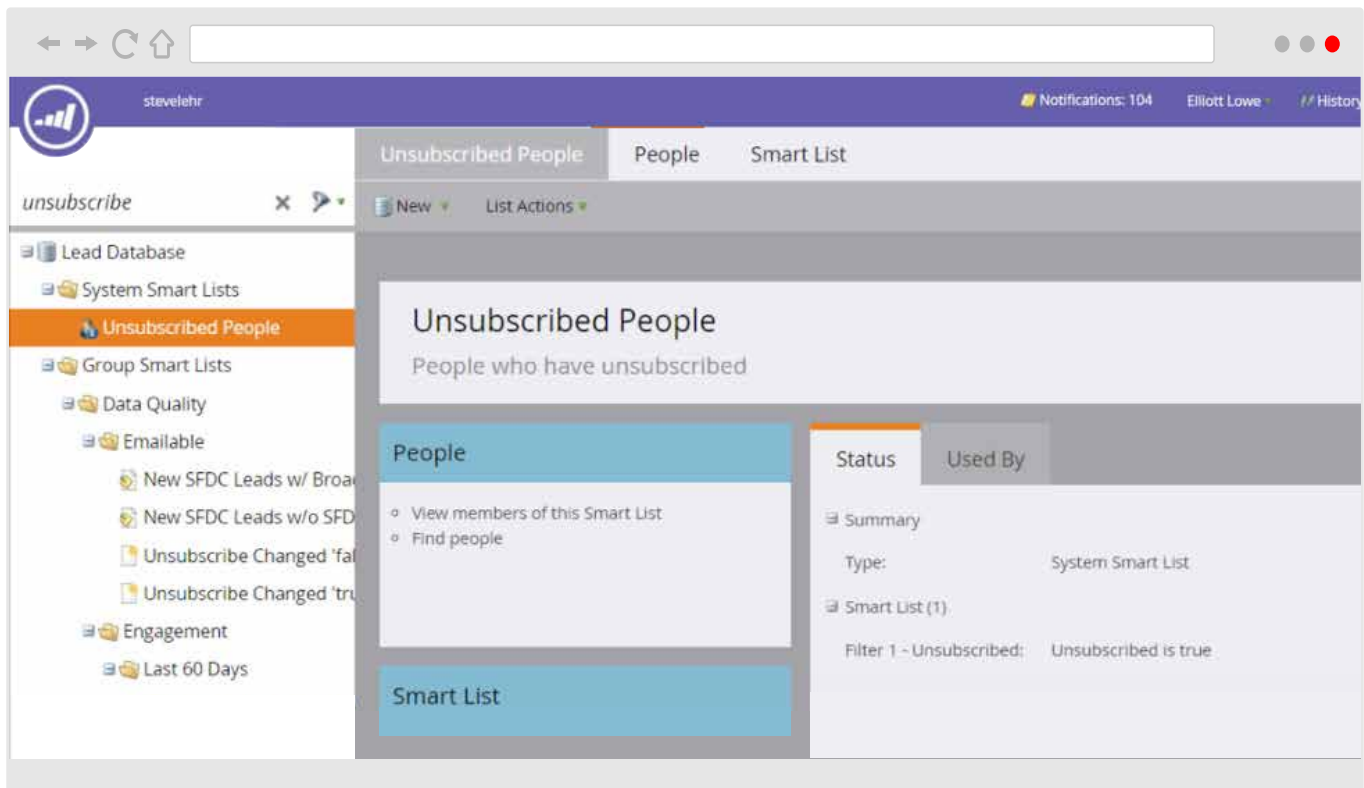 stevelehr
Notifications: 104
Elliott Lowe
History
Unsubscribed People
People
Smart List
unsubscribe
New
List Actions
Lead Database
System Smart Lists
Unsubscribed People
Group Smart Lists
Data Quality
Emailable
New SFDC Leads w/ Broa
New SFDC Leads w/o SFD
Unsubscribe Changed 'fal
Unsubscribe Changed 'tru
Engagement
Last 60 Days
Unsubscribed People
People who have unsubscribed
People
View members of this Smart List
Find people
Smart List
Status
Used By
Summary
Type: System Smart List
Smart List (1)
Filter 1 - Unsubscribed: Unsubscribed is true